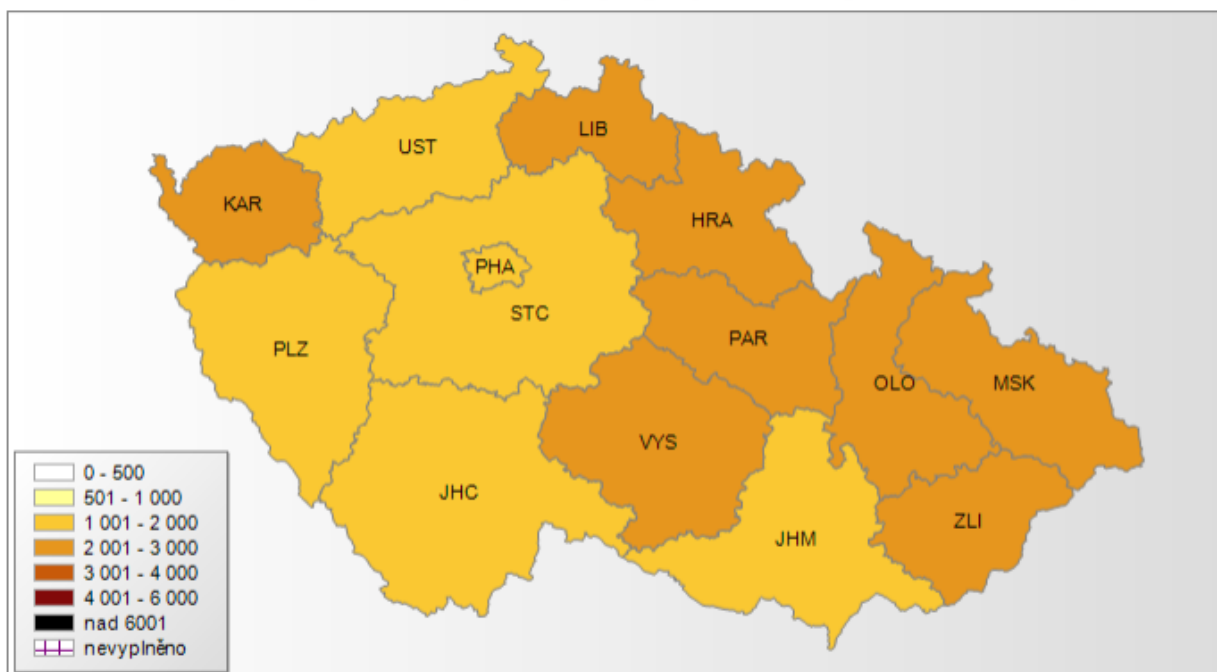 UST
LIB
KAR
HRA
PHA
STC
PAR
PLZ
OLO
MSK
VYS
JHC
ZLI
JHM
0 - 500
501 - 1 000
1 001 - 2 000
2 001 - 3 000
3 001 - 4 000
4 001 - 6 000
nad 6001
nevyplněno